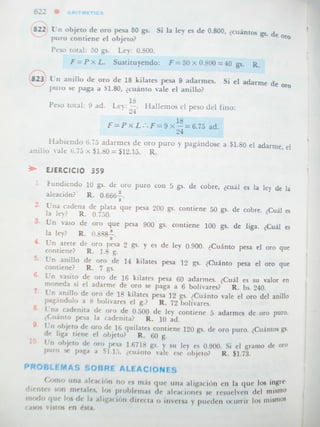 622 • ARITMETICA
822 Un objeto de oro pesa 50 gs. Si la ley es de 0.800, ¿cuántos gs. de oro
puro contiene el objeto?
Peso total: 50 gs. Ley: 0.800.
F = P × L. Sustituyendo: F = 50 × 0.800 = 40 gs. R.
823 Un anillo de oro de 18 kilates pesa 9 adarmes. Si el adarme de oro
puro se paga a $1.80, ¿cuánto vale el anillo?
Peso total: 9 ad. Ley: 18/24. Hallemos el peso del fino:
F = P × L ∴ F = 9 × 18/24 = 6.75 ad.
Habiendo 6.75 adarmes de oro puro y pagándose a $1.80 el adarme, el
anillo vale 6.75 × $1.80 = $12.15. R.
EJERCICIO 359
1. Fundiendo 10 gs. de oro puro con 5 gs. de cobre, ¿cuál es la ley de la
aleación? R. 0.666 2/3
2. Una cadena de plata que pesa 200 gs. contiene 50 gs. de cobre. ¿Cuál es
la ley? R. 0.750.
3. Un vaso de oro que pesa 900 gs. contiene 100 gs. de liga. ¿Cuál es
la ley? R. 0.888 8/9.
4. Un arete de oro pesa 2 gs. y es de ley 0.900. ¿Cuánto pesa el oro que
contiene? R. 1.8 g.
5. Un anillo de oro de 14 kilates pesa 12 gs. ¿Cuánto pesa el oro que
contiene? R. 7 gs.
6. Un vasito de oro de 16 kilates pesa 60 adarmes. ¿Cuál es su valor en
moneda si el adarme de oro se paga a 6 bolívares? R. bs. 240.
7. Un anillo de oro de 18 kilates pesa 12 gs. ¿Cuánto vale el oro del anillo
pagándolo a 8 bolívares el g.? R. 72 bolívares.
8. Una cadenita de oro de 0.500 de ley contiene 5 adarmes de oro puro.
¿Cuánto pesa la cadenita? R. 10 ad.
9. Un objeto de oro de 16 quilates contiene 120 gs. de oro puro. ¿Cuántos gs.
de liga tiene el objeto? R. 60 g.
10. Un objeto de oro pesa 1.6718 gs. y su ley es 0.900. Si el gramo de oro
puro se paga a $1.15, ¿cuánto vale ese objeto? R. $1.73.
PROBLEMAS SOBRE ALEACIONES
Como una aleación no es más que una aligación en la que los ingre
dientes son metales, los problemas de aleaciones se resuelven del mismo
modo que los de la aligación directa o inversa y pueden ocurrir los mismos
casos vistos en ésta.